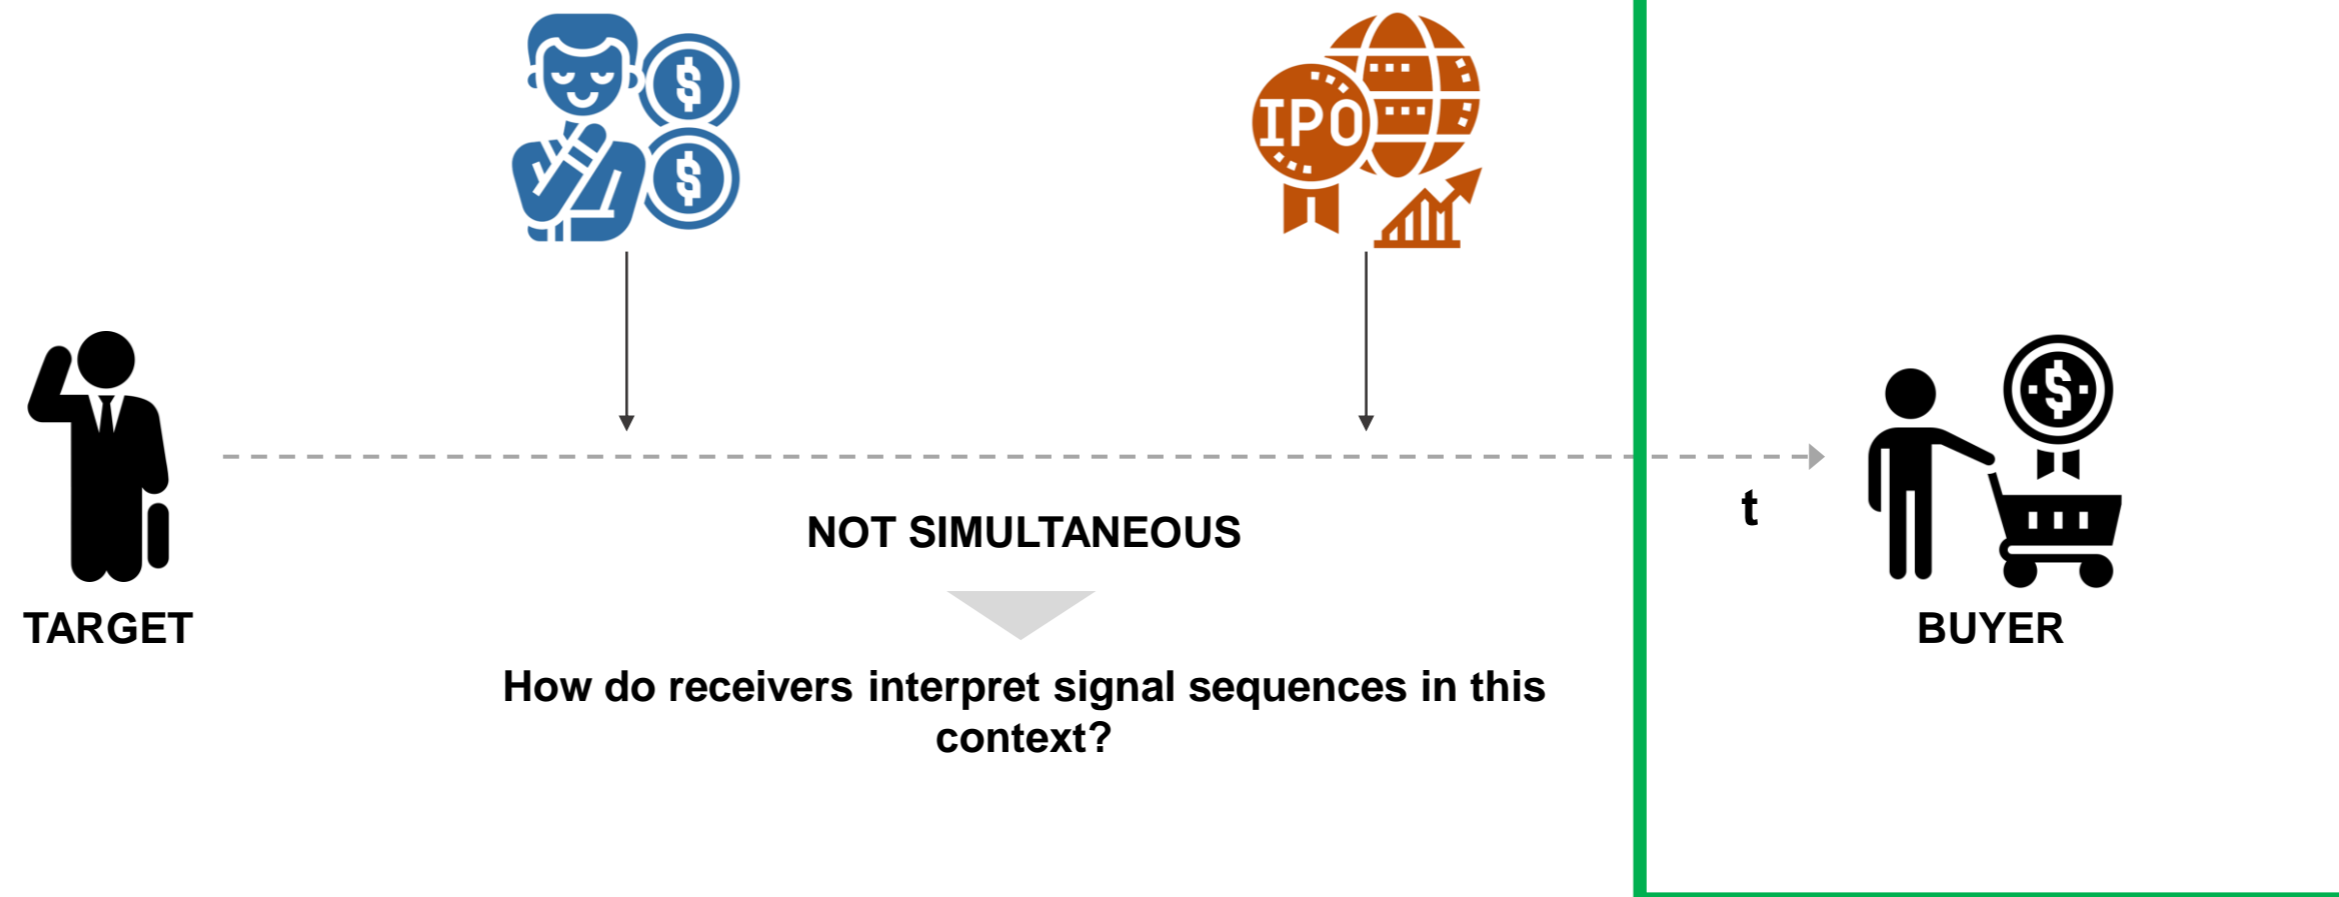 $
$
IPO
$
NOT SIMULTANEOUS
t
TARGET
BUYER
How do receivers interpret signal sequences in this
context?